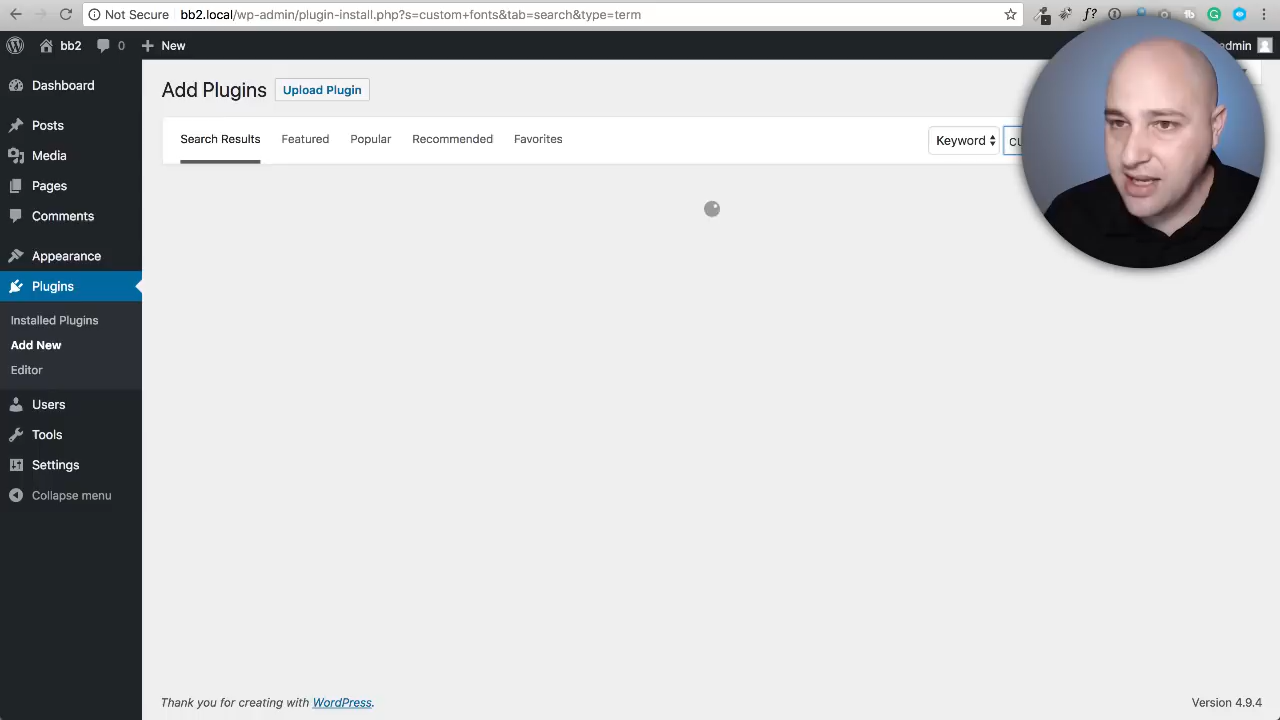 Not Secure bb2.local/wp-admin/plugin-install.php?s=custom+fonts&tab=search&type=term
bb2 0 New admin
Add Plugins Upload Plugin
Search Results Featured Popular Recommended Favorites Keyword
Dashboard
Posts
Media
Pages
Comments
Appearance
Plugins
Installed Plugins
Add New
Editor
Users
Tools
Settings
Collapse menu
Thank you for creating with WordPress. Version 4.9.4